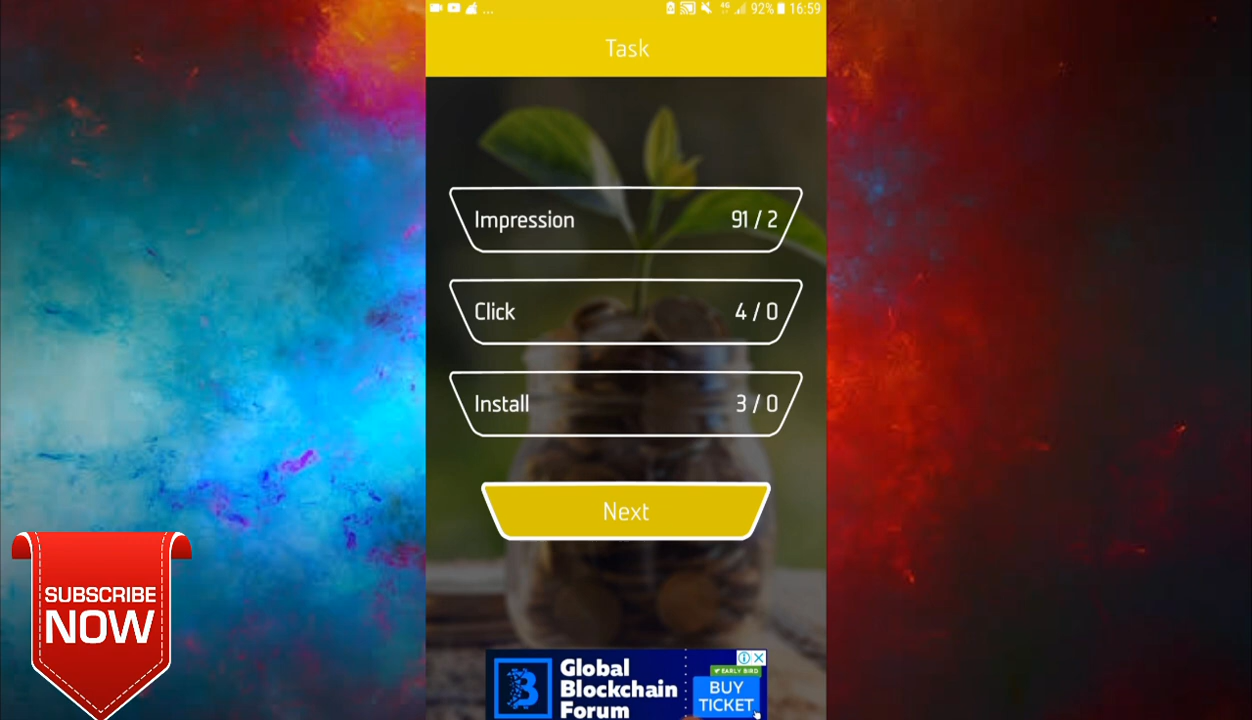 ... 4G 92% 16:59
Task
Impression 91 / 2
Click 4 / 0
Install 3 / 0
Next
SUBSCRIBE
NOW
Global
Blockchain
Forum
EARLY BIRD
BUY
TICKET